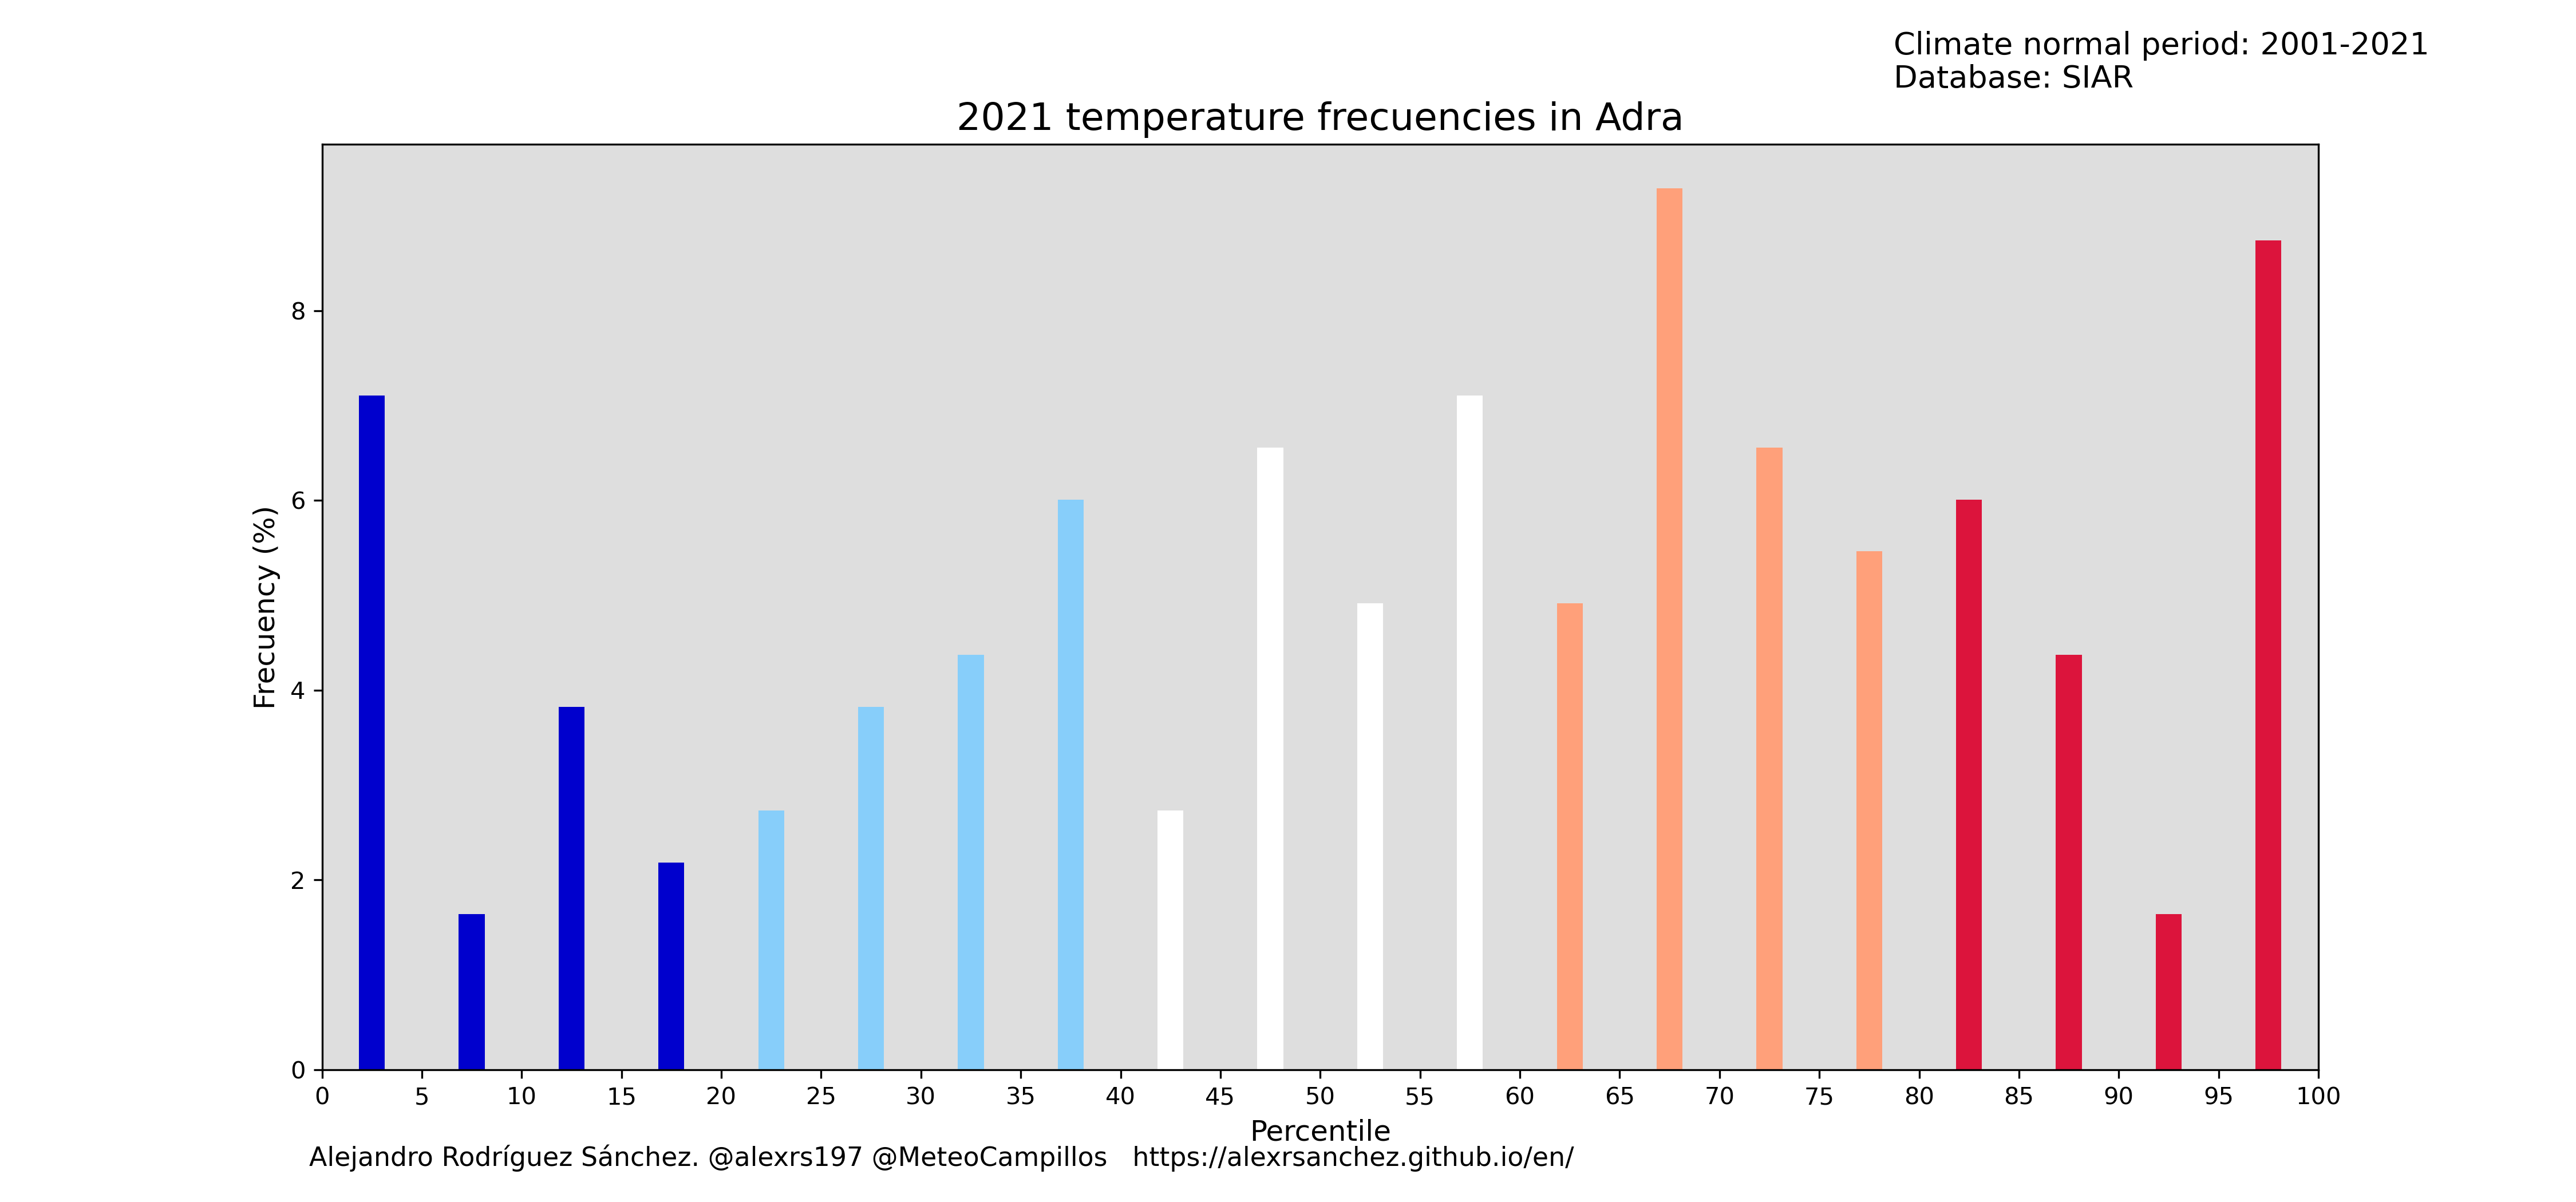 Climate normal period: 2001-2021
Database: SIAR
2021 temperature frecuencies in Adra
Frecuency (%)
8
6
4
2
0
0 5 10 15 20 25 30 35 40 45 50 55 60 65 70 75 80 85 90 95 100
Percentile
Alejandro Rodríguez Sánchez. @alexrs197 @MeteoCampillos https://alexrsanchez.github.io/en/